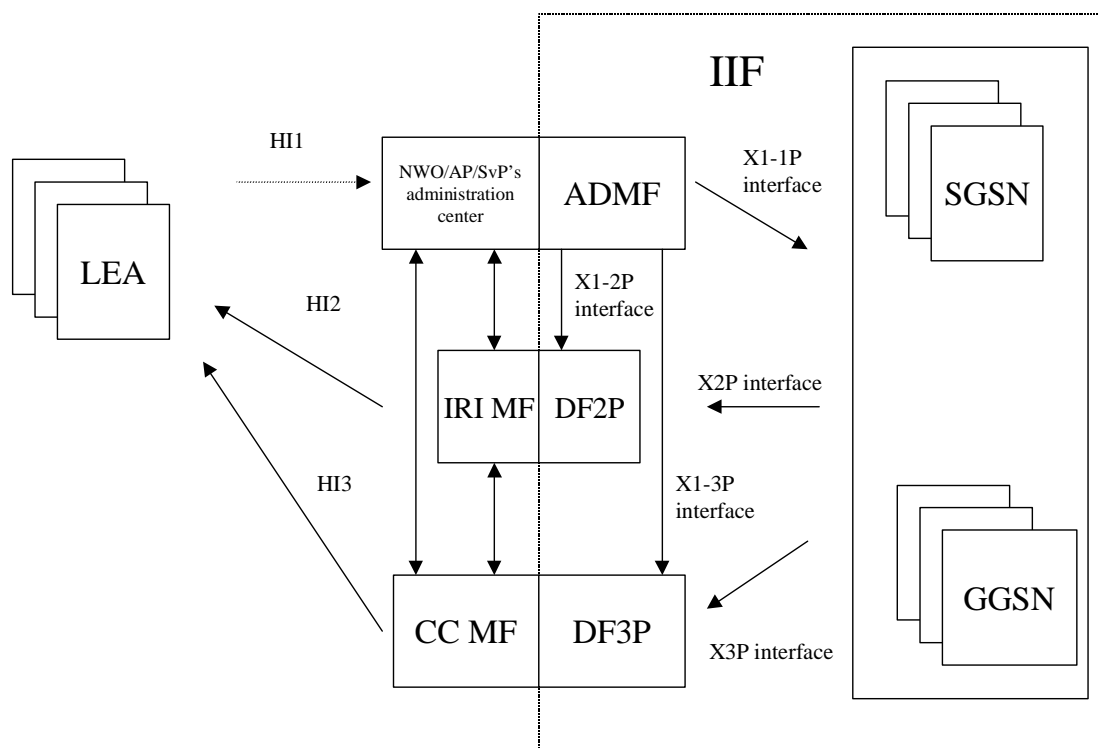 IIF
HI1
NWO/AP/SvP's
administration
center
ADMF
X1-1P
interface
SGSN
LEA
HI2
X1-2P
interface
IRI MF
DF2P
X2P interface
HI3
X1-3P
interface
CC MF
DF3P
GGSN
X3P interface